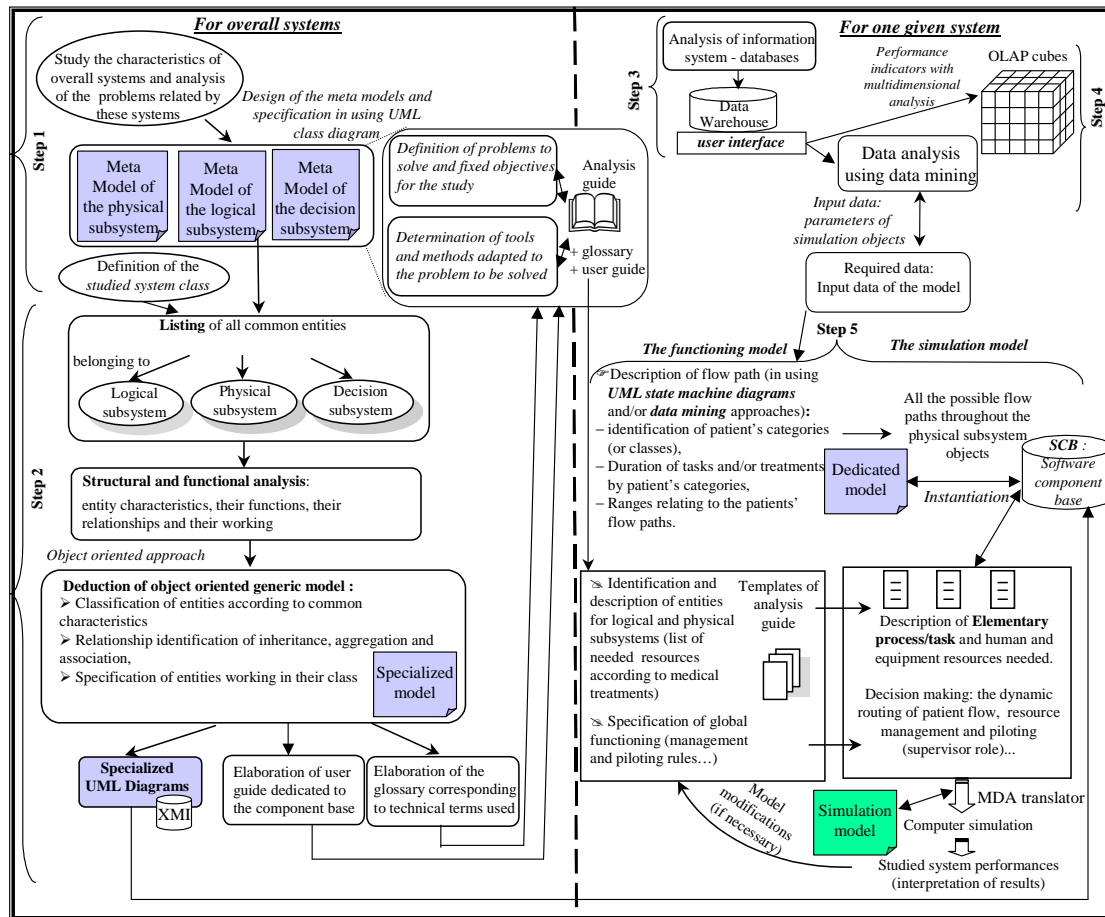 For overall systems
Study the characteristics of
overall systems and analysis
of the problems related by
these systems
Step 1
Design of the meta models and
specification in using UML
class diagram
Meta
Model of
the physical
subsystem
Meta
Model of
the logical
subsystem
Meta
Model of
the decision
subsystem
Definition of problems to
solve and fixed objectives
for the study
Determination of tools
and methods adapted to
the problem to be solved
Analysis
guide
+ glossary
+ user guide
Definition of the
studied system class
Step 2
Listing of all common entities
belonging to
Logical
subsystem
Physical
subsystem
Decision
subsystem
Structural and functional analysis:
entity characteristics, their functions, their
relationships and their working
Object oriented approach
Deduction of object oriented generic model :
➢ Classification of entities according to common
characteristics
➢ Relationship identification of inheritance, aggregation and
association,
➢ Specification of entities working in their class
Specialized
model
Specialized
UML Diagrams
XMI
Elaboration of user
guide dedicated to
the component base
Elaboration of the
glossary corresponding
to technical terms used
For one given system
Step 3
Analysis of information
system - databases
Data
Warehouse
user interface
Performance
indicators with
multidimensional
analysis
OLAP cubes
Step 4
Data analysis
using data mining
Input data:
parameters of
simulation objects
Required data:
Input data of the model
Step 5
The functioning model
The simulation model
☞Description of flow path (in using
UML state machine diagrams
and/or data mining approaches):
– identification of patient's categories
(or classes),
– Duration of tasks and/or treatments
by patient's categories,
– Ranges relating to the patients'
flow paths.
All the possible flow
paths throughout the
physical subsystem
objects
Dedicated
model
Instantiation
SCB :
Software
component
base
✎ Identification and
description of entities
for logical and physical
subsystems (list of
needed resources
according to medical
treatments)
✎ Specification of global
functioning (management
and piloting rules…)
Templates of
analysis
guide
Description of Elementary
process/task and human and
equipment resources needed.
Decision making: the dynamic
routing of patient flow, resource
management and piloting
(supervisor role)...
Model
modifications
(if necessary)
Simulation
model
MDA translator
Computer simulation
Studied system performances
(interpretation of results)